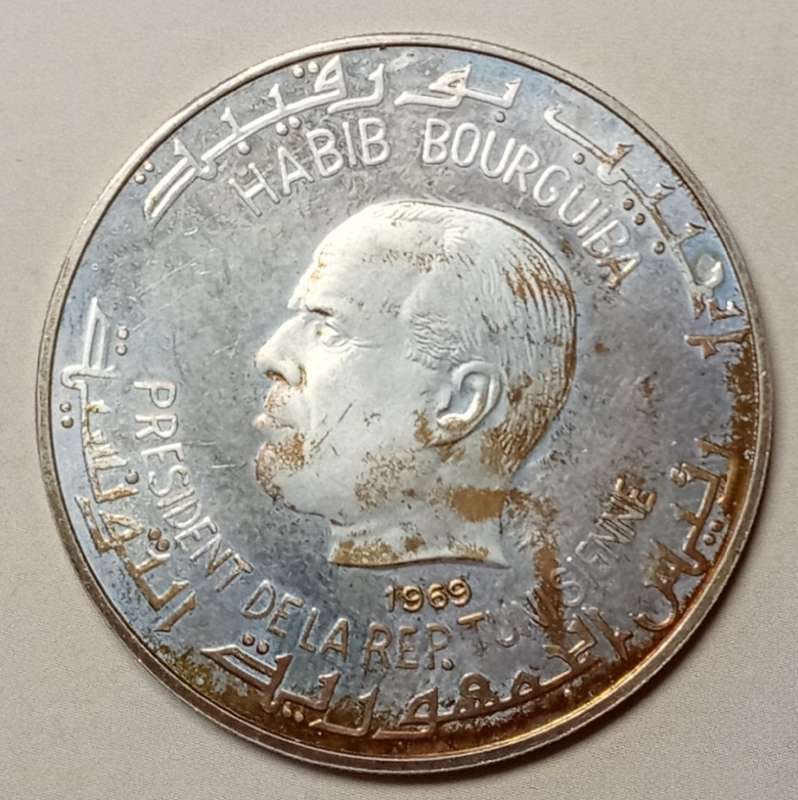 الحبيب بورقيبة
HABIB BOURGUIBA
PRESIDENT DE LA REP. TUNISIENNE
1969
رئيس الجمهورية التونسية